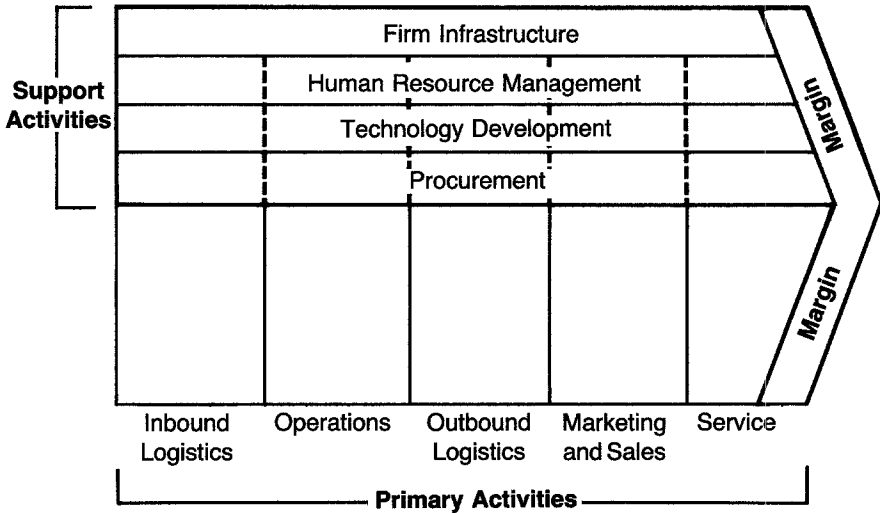 Firm Infrastructure
Support
Activities
Human Resource Management
Technology Development
Procurement
Margin
Margin
Inbound
Logistics
Operations
Outbound
Logistics
Marketing
and Sales
Service
Primary Activities